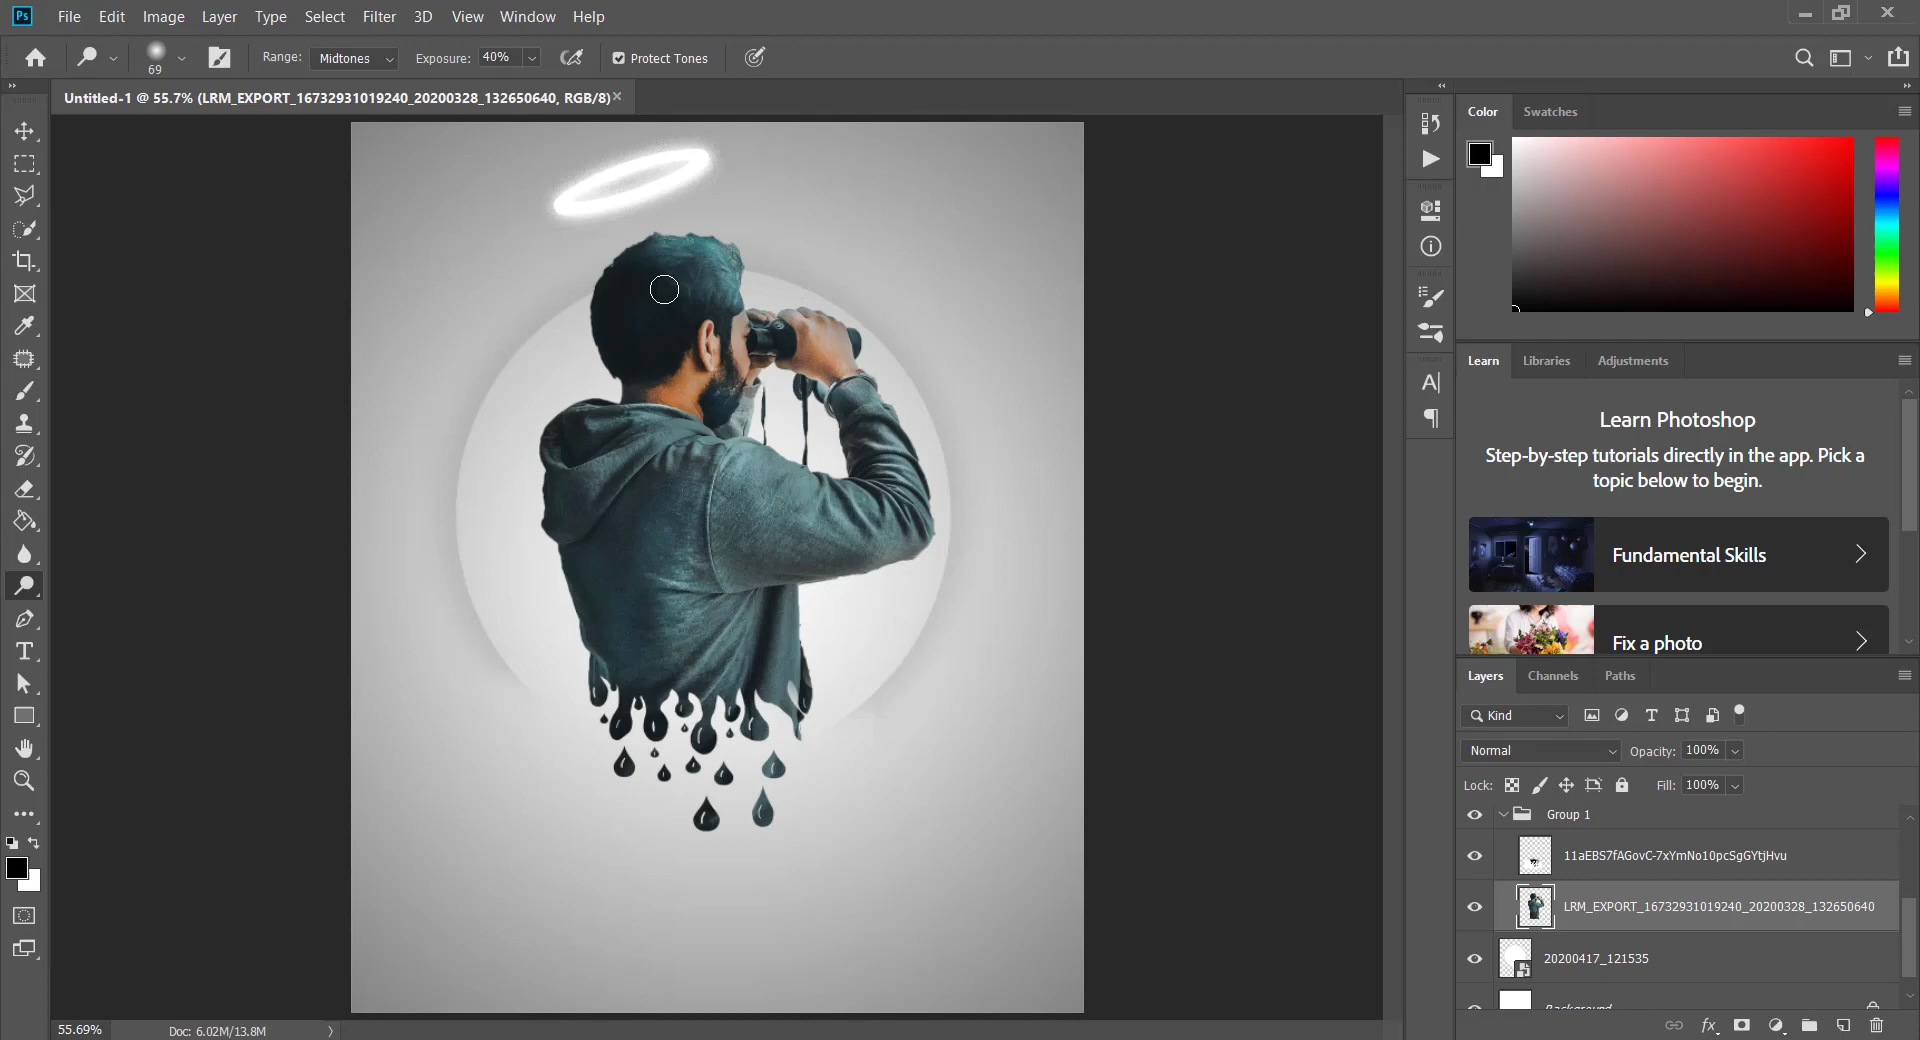 Ps File Edit Image Layer Type Select Filter 3D View Window Help
69 Range: Midtones Exposure: 40% Protect Tones
Untitled-1 @ 55.7% (LRM_EXPORT_16732931019240_20200328_132650640, RGB/8)
Color Swatches
Learn Libraries Adjustments
Learn Photoshop
Step-by-step tutorials directly in the app. Pick a
topic below to begin.
Fundamental Skills
Fix a photo
Layers Channels Paths
Kind
Normal Opacity: 100%
Lock: Fill: 100%
Group 1
11aEBS7fAGovC-7xYmNo10pcSgGYtjHvu
LRM_EXPORT_16732931019240_20200328_132650640
20200417_121535
Background
55.69% Doc: 6.02M/13.8M